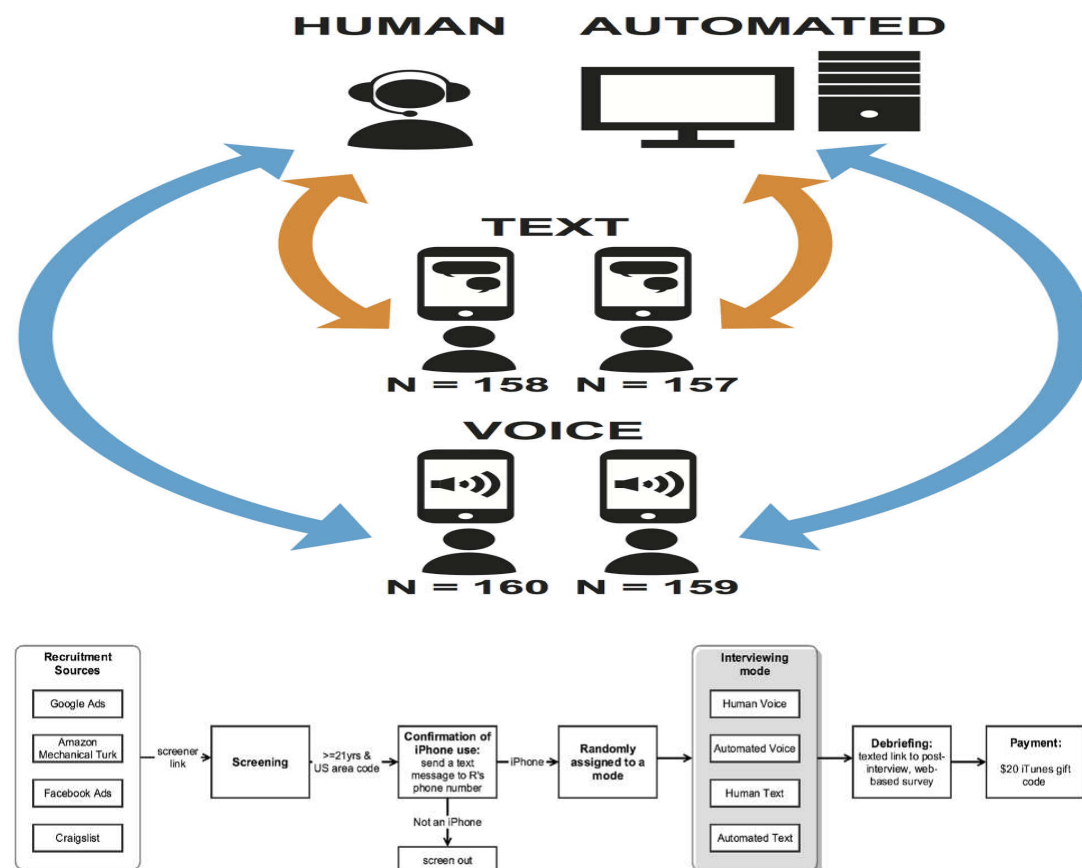 HUMAN AUTOMATED
TEXT
N = 158 N = 157
VOICE
N = 160 N = 159
Recruitment
Sources
Google Ads
Amazon
Mechanical Turk
Facebook Ads
Craigslist
screener
link
Screening
>=21yrs &
US area code
Confirmation of
iPhone use:
send a text
message to R's
phone number
iPhone
Not an iPhone
screen out
Randomly
assigned to a
mode
Interviewing
mode
Human Voice
Automated Voice
Human Text
Automated Text
Debriefing:
texted link to post-
interview, web-
based survey
Payment:
$20 iTunes gift
code